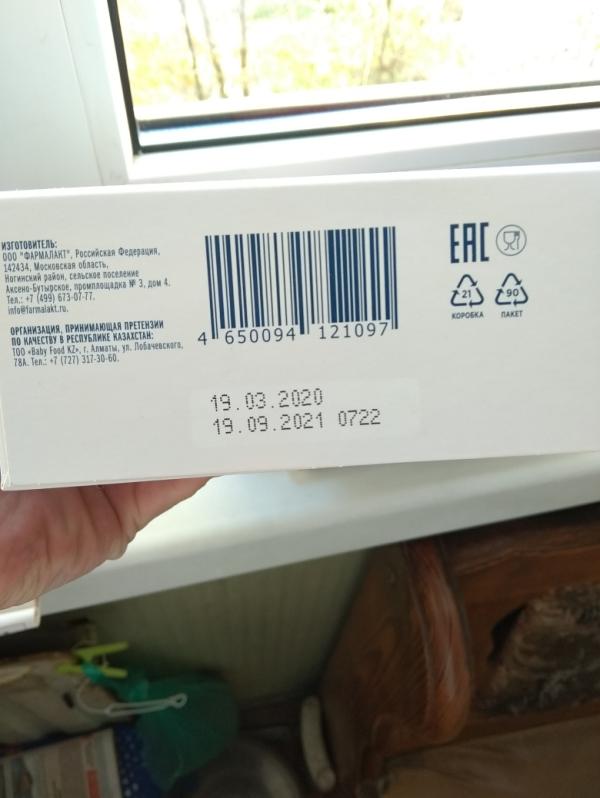 ИЗГОТОВИТЕЛЬ:
ООО "ФАРМАЛАКТ", Российская Федерация,
142434, Московская область,
Ногинский район, сельское поселение
Аксено-Бутырское, промплощадка № 3, дом 4.
Тел.: +7 (499) 673-07-77.
info@farmalakt.ru.
ОРГАНИЗАЦИЯ, ПРИНИМАЮЩАЯ ПРЕТЕНЗИИ
ПО КАЧЕСТВУ В РЕСПУБЛИКЕ КАЗАХСТАН:
ТОО «Baby Food KZ», г. Алматы, ул. Лобачевского,
78А. Тел.: +7 (727) 317-30-60.
4 650094 121097
19.03.2020
19.09.2021 0722
EAC
21
КОРОБКА
90
ПАКЕТ